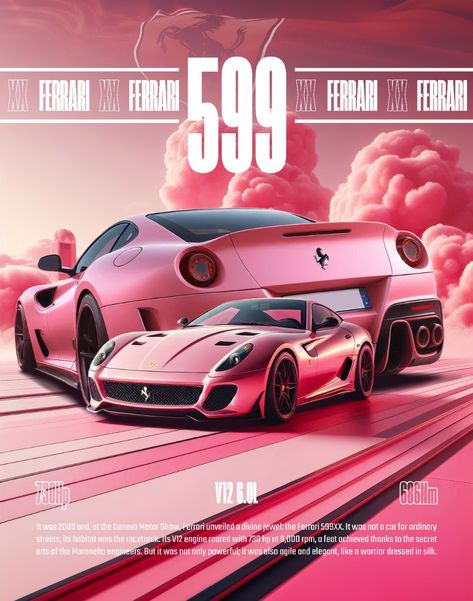 599
XX FERRARI XX FERRARI XX FERRARI XX FERRARI
730Hp V12 6.0L 686Nm
It was 2009 and, at the Geneva Motor Show, Ferrari unveiled a divine jewel: the Ferrari 599XX. It was not a car for ordinary
streets; its habitat was the racetrack. Its V12 engine roared with 730 hp at 9,000 rpm, a feat achieved thanks to the secret
arts of the Maranello engineers. But it was not only powerful; it was also agile and elegant, like a warrior dressed in silk.